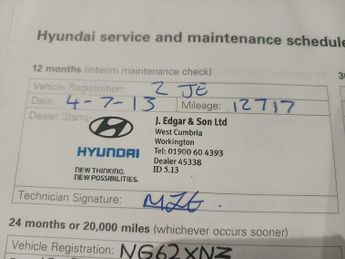 Hyundai service and maintenance schedule
12 months (interim maintenance check)
Vehicle Registration: 2 JE
Date: 4-7-13 Mileage: 12717
Dealer Stamp:
HYUNDAI
NEW THINKING.
NEW POSSIBILITIES.
J. Edgar & Son Ltd
West Cumbria
Workington
Tel: 01900 60 4393
Dealer 45338
ID 5.13
Technician Signature:
24 months or 20,000 miles (whichever occurs sooner)
Vehicle Registration: NG62XNZ